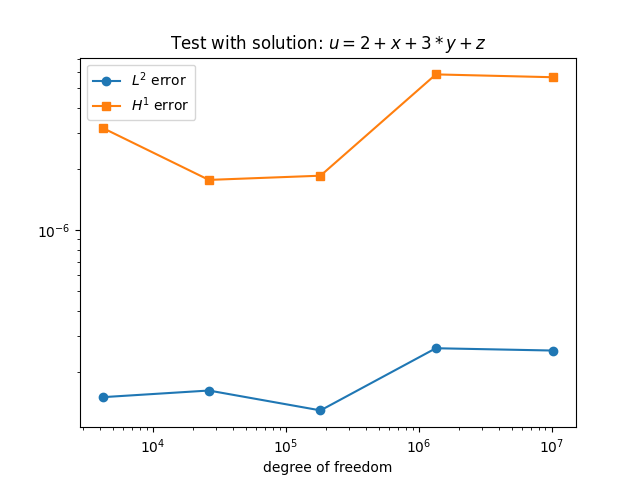 Test with solution: u = 2 + x + 3 * y + z
L² error
H¹ error
10⁻⁶
10⁴
10⁵
10⁶
10⁷
degree of freedom